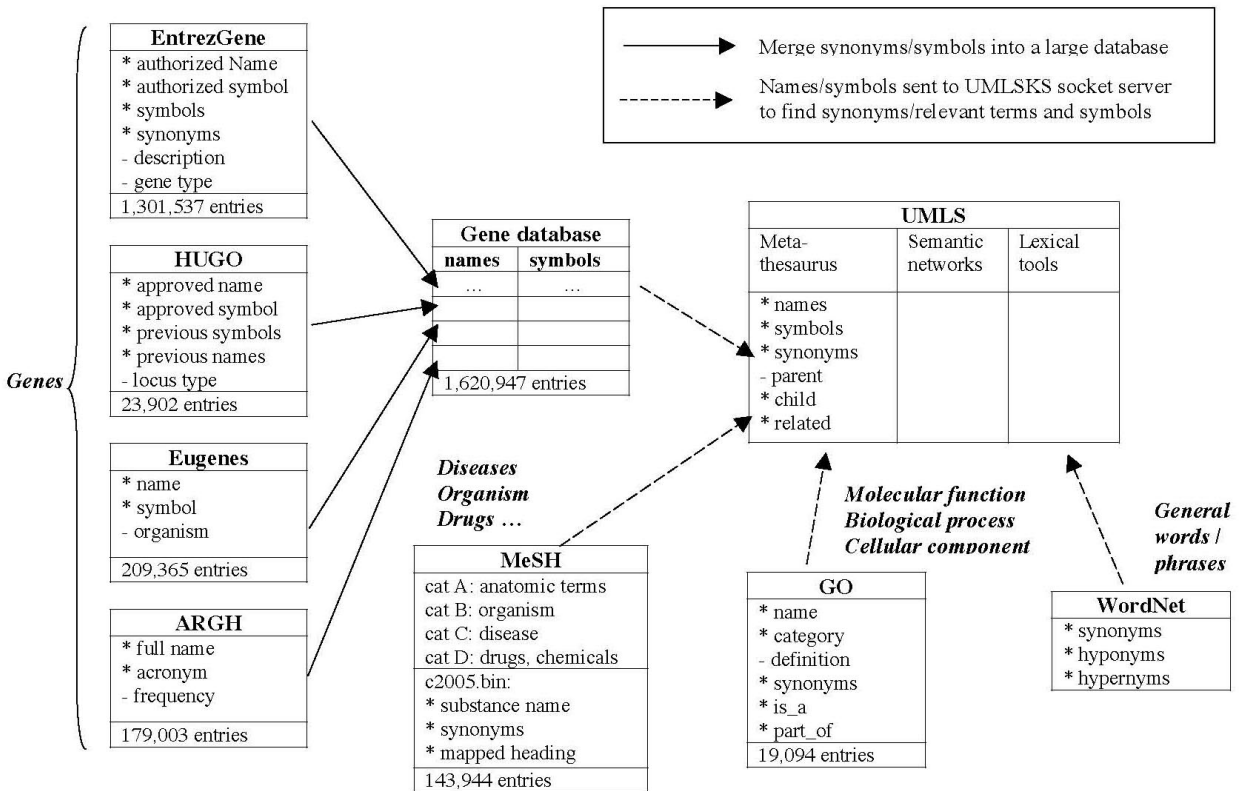 EntrezGene
* authorized Name
* authorized symbol
* symbols
* synonyms
- description
- gene type
1,301,537 entries
HUGO
* approved name
* approved symbol
* previous symbols
* previous names
- locus type
23,902 entries
Genes
Eugenes
* name
* symbol
- organism
209,365 entries
ARGH
* full name
* acronym
- frequency
179,003 entries
Merge synonyms/symbols into a large database
Names/symbols sent to UMLSKS socket server
to find synonyms/relevant terms and symbols
Gene database
names symbols
... ...
1,620,947 entries
UMLS
Meta-
thesaurus
Semantic
networks
Lexical
tools
* names
* symbols
* synonyms
- parent
* child
* related
Diseases
Organism
Drugs ...
MeSH
cat A: anatomic terms
cat B: organism
cat C: disease
cat D: drugs, chemicals
c2005.bin:
* substance name
* synonyms
* mapped heading
143,944 entries
Molecular function
Biological process
Cellular component
GO
* name
* category
- definition
* synonyms
* is_a
* part_of
19,094 entries
General
words /
phrases
WordNet
* synonyms
* hyponyms
* hypernyms